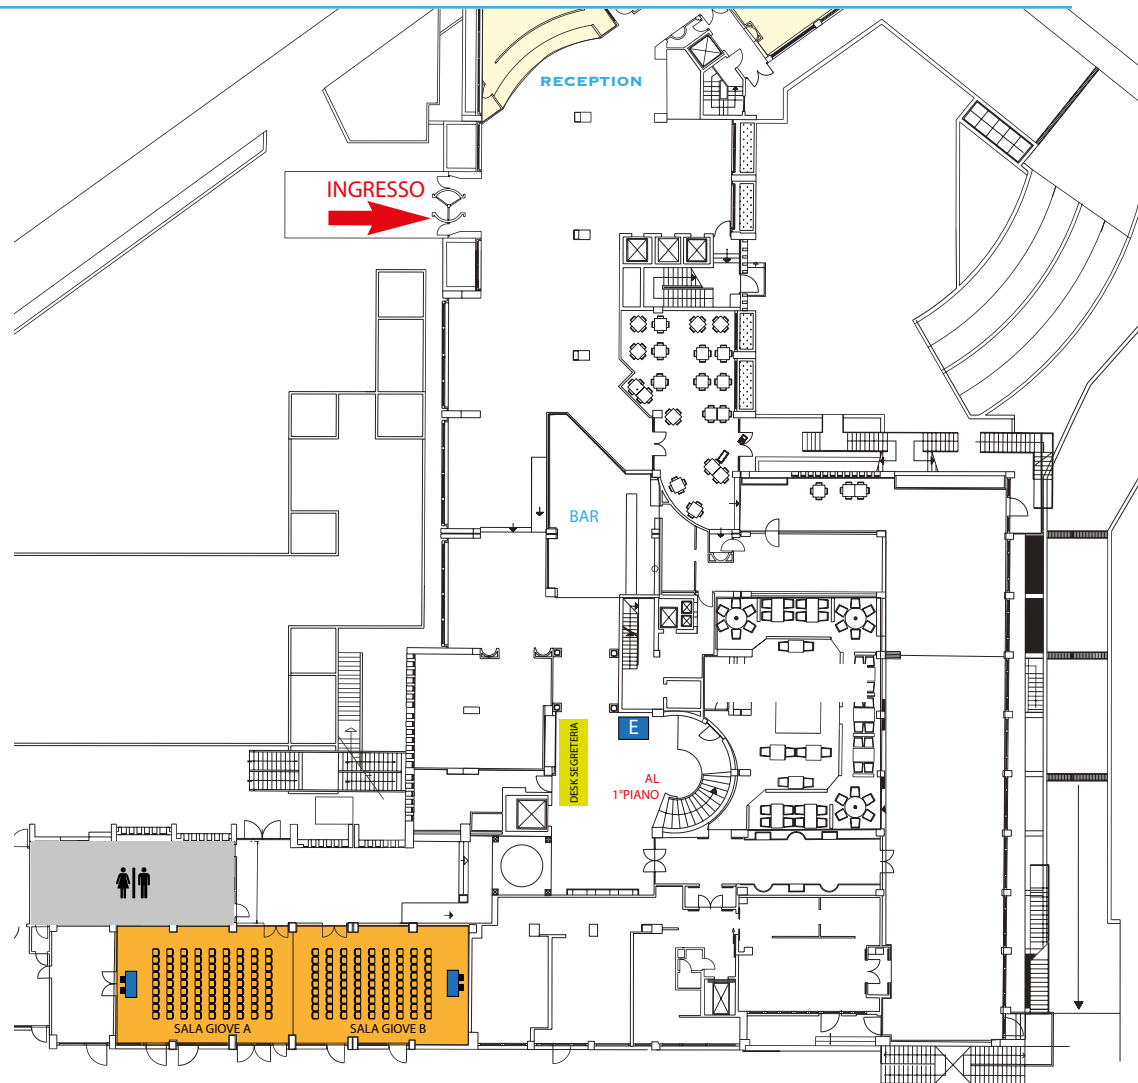 RECEPTION
INGRESSO
BAR
E
DESK SEGRETERIA
AL
1°PIANO
SALA GIOVE A
SALA GIOVE B